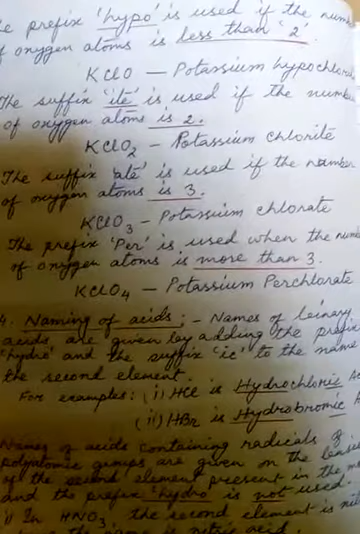 e prefix 'hypo' is used if the num
f oxygen atoms is less than '2'
KClO — Potassium hypochlori
The suffix 'ite' is used if the number
of oxygen atoms is 2.
KClO2 — Potassium chlorite
The suffix 'ate' is used if the number
of oxygen atoms is 3.
KClO3 — Potassium chlorate
The prefix 'Per' is used when the num
of oxygen atoms is more than 3.
KClO4 — Potassium Perchlorate
4. Naming of acids :- Names of binary
acids, are given by adding the prefix
'hydro' and the suffix 'ic' to the name
the second element.
For examples: (i) HCl is Hydrochloric A
(ii) HBr is Hydrobromic
Names of acids containing radicals of
polyatomic groups are given on the basis
of the second element present in the m
and the prefix 'hydro' is not used.
i) In HNO3, the second element is nit
the name is nitric acid.